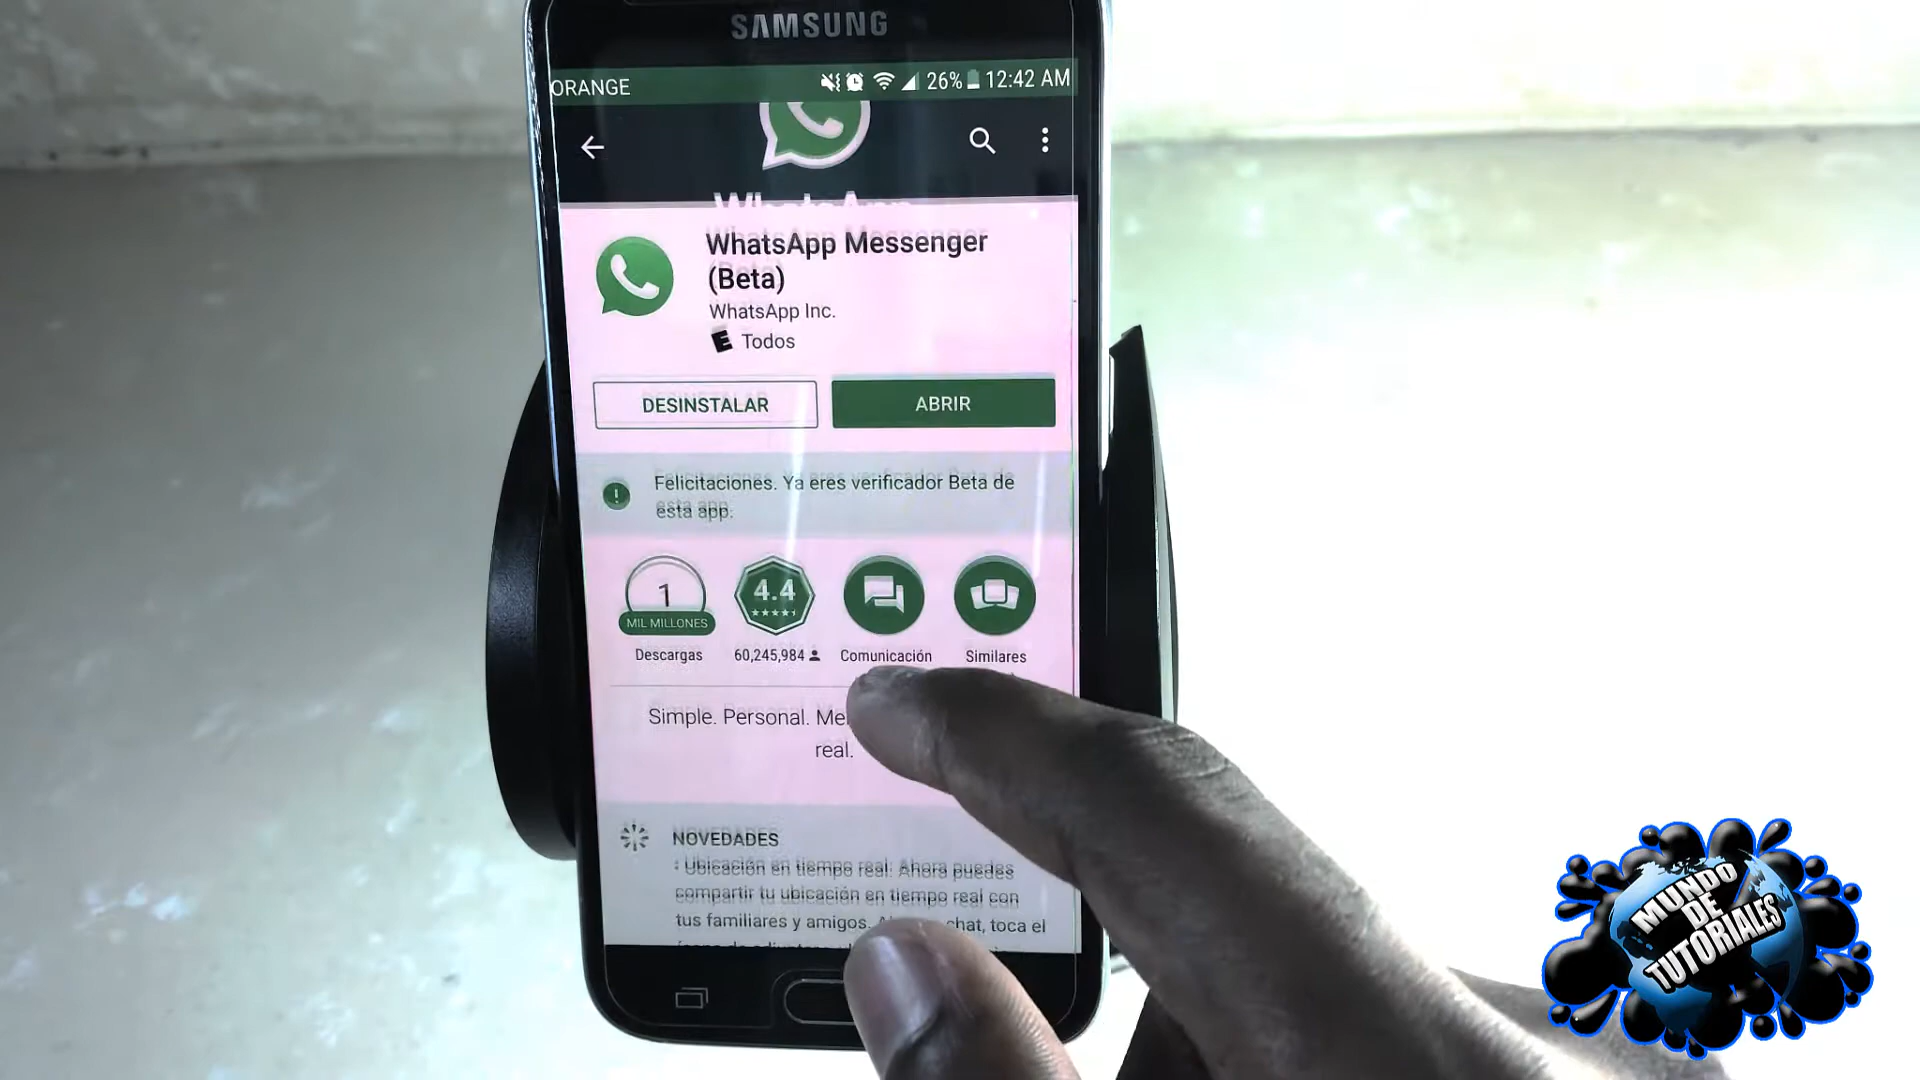 SAMSUNG
ORANGE
26% 12:42 AM
WhatsApp
WhatsApp Messenger
(Beta)
WhatsApp Inc.
E Todos
DESINSTALAR
ABRIR
Felicitaciones. Ya eres verificador Beta de
esta app.
1
MIL MILLONES
4.4
Descargas
60,245,984
Comunicación
Similares
Simple. Personal.
real.
NOVEDADES
• Ubicación en tiempo real: Ahora puedes
compartir tu ubicación en tiempo real con
tus familiares y amigos. chat, toca el
MUNDO
DE
TUTORIALES